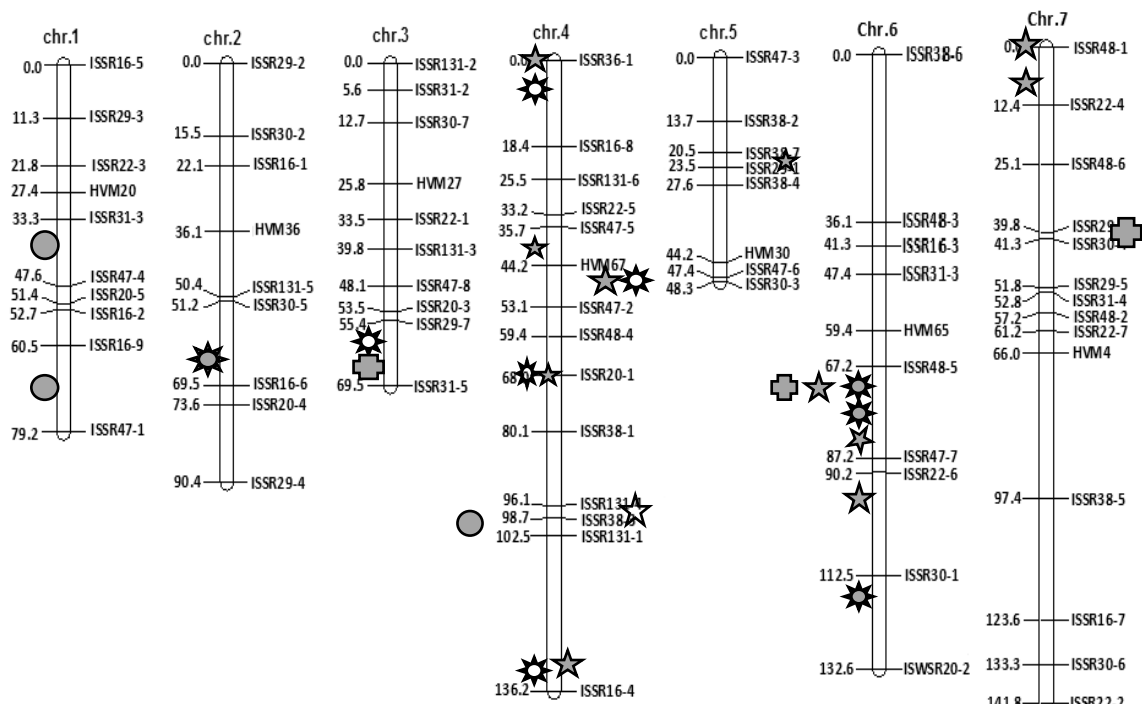 chr.1
0.0 ISSR16-5
11.3 ISSR29-3
21.8 ISSR22-3
27.4 HVM20
33.3 ISSR31-3
47.6 ISSR47-4
51.4 ISSR20-5
52.7 ISSR16-2
60.5 ISSR16-9
79.2 ISSR47-1
chr.2
0.0 ISSR29-2
15.5 ISSR30-2
22.1 ISSR16-1
36.1 HVM36
50.4 ISSR131-5
51.2 ISSR30-5
69.5 ISSR16-6
73.6 ISSR20-4
90.4 ISSR29-4
chr.3
0.0 ISSR131-2
5.6 ISSR31-2
12.7 ISSR30-7
25.8 HVM27
33.5 ISSR22-1
39.8 ISSR131-3
48.1 ISSR47-8
53.5 ISSR20-3
55.4 ISSR29-7
69.5 ISSR31-5
chr.4
ISSR36-1
18.4 ISSR16-8
25.5 ISSR131-6
33.2 ISSR22-5
35.7 ISSR47-5
44.2 HVM67
53.1 ISSR47-2
59.4 ISSR48-4
ISSR20-1
80.1 ISSR38-1
96.1
98.7
102.5 ISSR131-1
136.2 ISSR16-4
chr.5
0.0 ISSR47-3
13.7 ISSR38-2
20.5
23.5
27.6 ISSR38-4
44.2 HVM30
47.4 ISSR47-6
48.3 ISSR30-3
Chr.6
0.0 ISSR38-6
36.1 ISSR48-3
41.3 ISSR16-3
47.4 ISSR31-3
59.4 HVM65
67.2 ISSR48-5
87.2 ISSR47-7
90.2 ISSR22-6
112.5 ISSR30-1
132.6 ISWSR20-2
Chr.7
ISSR48-1
12.4 ISSR22-4
25.1 ISSR48-6
39.8
41.3
51.8 ISSR29-5
52.8 ISSR31-4
57.2 ISSR48-2
61.2 ISSR22-7
66.0 HVM4
97.4 ISSR38-5
123.6 ISSR16-7
133.3 ISSR30-6
141.8 ISSR22-2